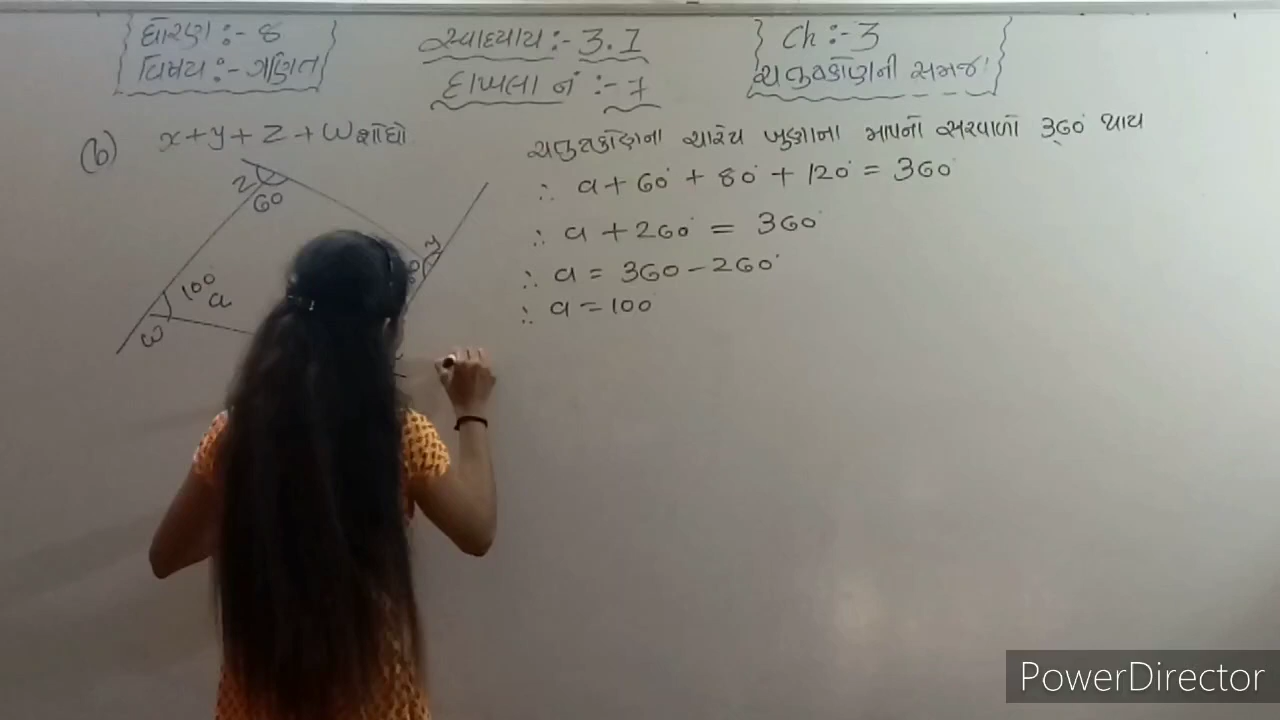 ધોરણ :- 8
વિષય :- ગણિત
સ્વાધ્યાય :- 3.1
દાખલા નં :- 7
Ch :- 3
ચતુષ્કોણની સમજ
(b) x + y + z + w શોધો
ચતુષ્કોણના ચારેય ખુણાના માપનો સરવાળો 360° થાય
∴ a + 60° + 80° + 120° = 360°
∴ a + 260° = 360°
∴ a = 360 - 260°
∴ a = 100°
z
60
y
100°
a
w
PowerDirector